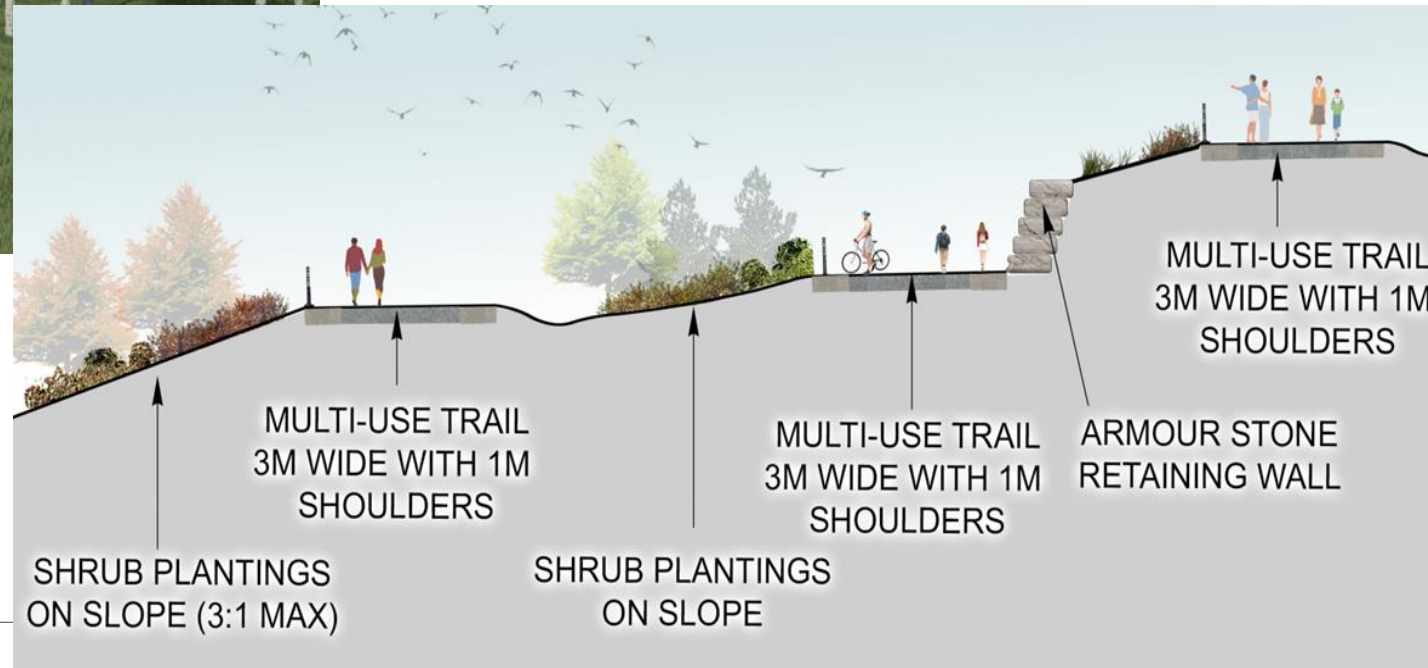 MULTI-USE TRAIL
3M WIDE WITH 1M
SHOULDERS
ARMOUR STONE
RETAINING WALL
MULTI-USE TRAIL
3M WIDE WITH 1M
SHOULDERS
MULTI-USE TRAIL
3M WIDE WITH 1M
SHOULDERS
SHRUB PLANTINGS
ON SLOPE
SHRUB PLANTINGS
ON SLOPE (3:1 MAX)